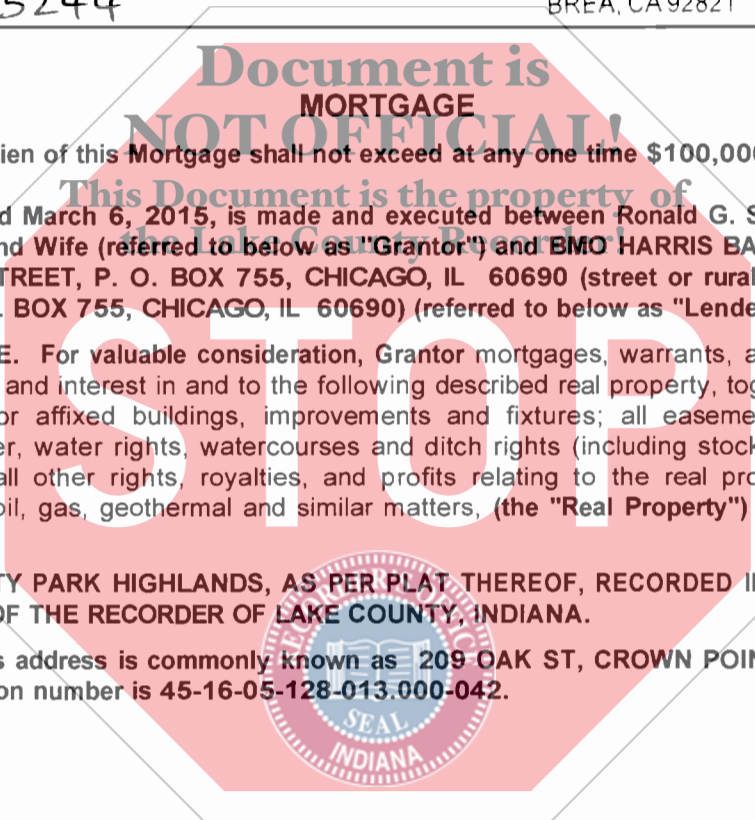 5244
BREA, CA 92821
Document is
MORTGAGE
NOT OFFICIAL!
lien of this Mortgage shall not exceed at any one time $100,00
This Document is the property of
d March 6, 2015, is made and executed between Ronald G. S
the Lake County Recorder!
nd Wife (referred to below as "Grantor") and BMO HARRIS BA
TREET, P. O. BOX 755, CHICAGO, IL 60690 (street or rural
. BOX 755, CHICAGO, IL 60690) (referred to below as "Lende
STOP
E. For valuable consideration, Grantor mortgages, warrants, a
and interest in and to the following described real property, tog
or affixed buildings, improvements and fixtures; all easeme
er, water rights, watercourses and ditch rights (including stock
all other rights, royalties, and profits relating to the real pro
oil, gas, geothermal and similar matters, (the "Real Property")
TY PARK HIGHLANDS, AS PER PLAT THEREOF, RECORDED I
OF THE RECORDER OF LAKE COUNTY, INDIANA.
s address is commonly known as 209 OAK ST, CROWN POIN
on number is 45-16-05-128-013.000-042.
SEAL
INDIANA